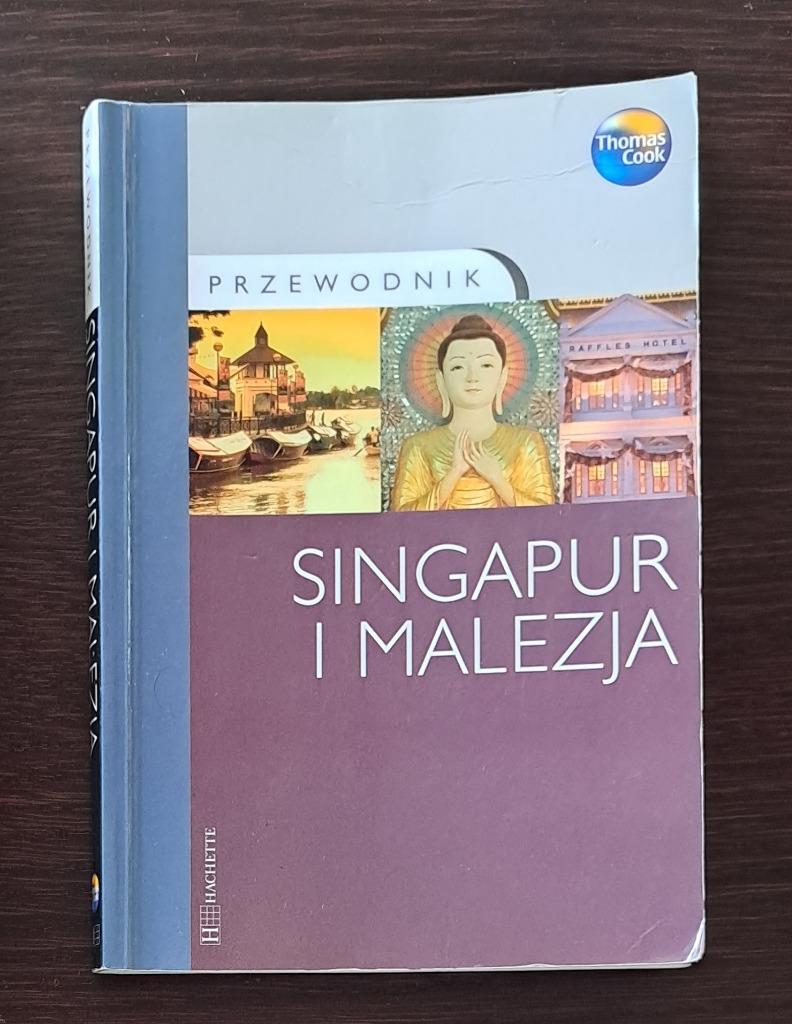 Thomas
Cook
PRZEWODNIK
RAFFLES HOTEL
SINGAPUR
I MALEZJA
HACHETTE
PRZEWODNIK
SINGAPUR I MALEZJA